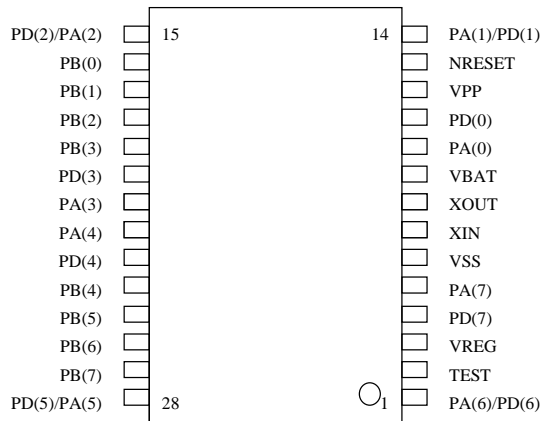 PD(2)/PA(2) 15 14 PA(1)/PD(1)
PB(0) NRESET
PB(1) VPP
PB(2) PD(0)
PB(3) PA(0)
PD(3) VBAT
PA(3) XOUT
PA(4) XIN
PD(4) VSS
PB(4) PA(7)
PB(5) PD(7)
PB(6) VREG
PB(7) TEST
PD(5)/PA(5) 28 1 PA(6)/PD(6)